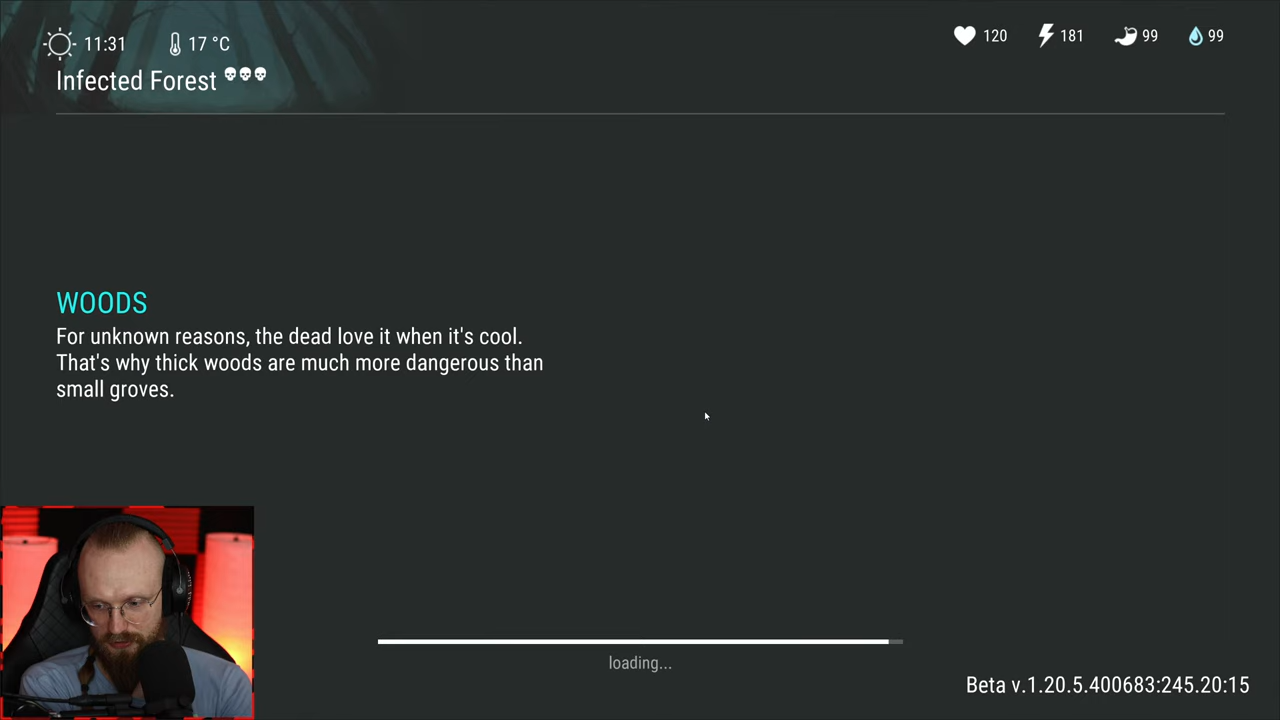 11:31 17 °C
120 181 99 99
Infected Forest
WOODS
For unknown reasons, the dead love it when it's cool.
That's why thick woods are much more dangerous than
small groves.
loading...
Beta v.1.20.5.400683:245.20:15